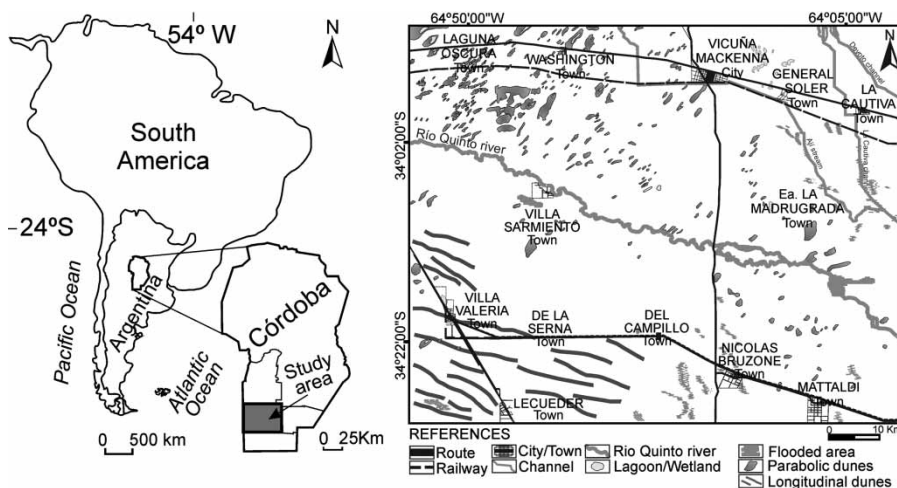 54º W
N
South
America
24ºS
Pacific Ocean
Argentina
Atlantic
Ocean
Córdoba
Study
area
0 500 km
0 25Km
64º50'00"W
64º05'00"W
34º02'00"S
34º22'00"S
N
LAGUNA
OSCURA
Town
WASHINGTON
Town
VICUÑA
MACKENNA
City
GENERAL
SOLER
Town
LA
CAUTIVA
Town
Río Quinto river
VILLA
SARMIENTO
Town
Ea. LA
MADRUGRADA
Town
VILLA
VALERIA
Town
DE LA
SERNA
Town
DEL
CAMPILLO
Town
NICOLAS
BRUZONE
Town
MATTALDI
Town
LECUEDER
Town
0 10 Km
REFERENCES
Route
Railway
City/Town
Channel
Rio Quinto river
Lagoon/Wetland
Flooded area
Parabolic dunes
Longitudinal dunes